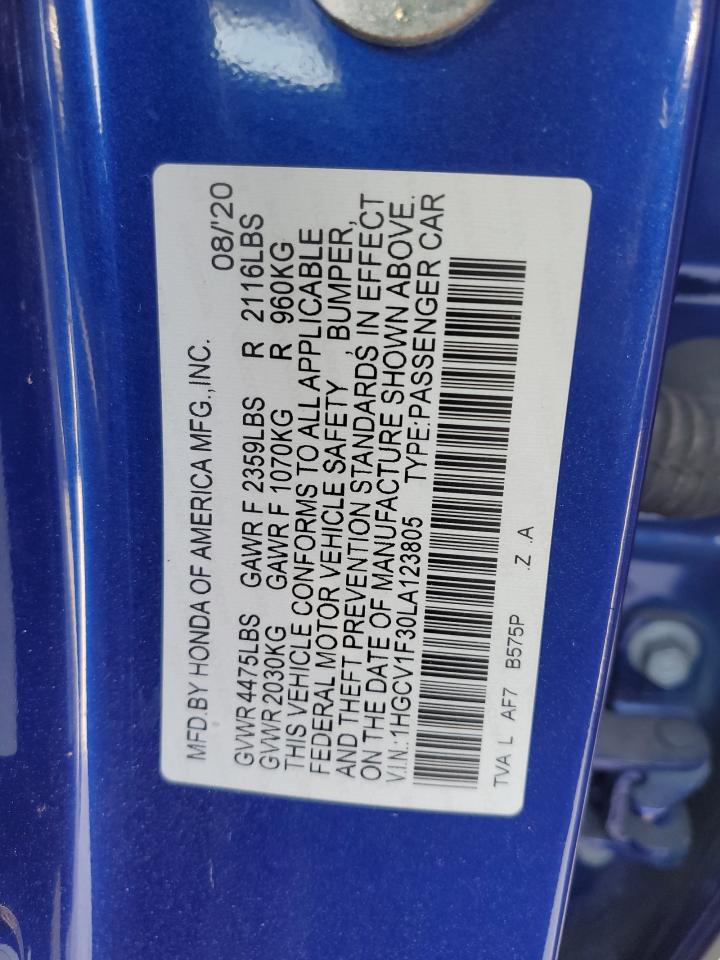 MFD.BY HONDA OF AMERICA MFG.,INC. 08/'20
GVWR 4475LBS GAWR F 2359LBS R 2116LBS
GVWR 2030KG GAWR F 1070KG R 960KG
THIS VEHICLE CONFORMS TO ALL APPLICABLE
FEDERAL MOTOR VEHICLE SAFETY, BUMPER,
AND THEFT PREVENTION STANDARDS IN EFFECT
ON THE DATE OF MANUFACTURE SHOWN ABOVE.
V.I.N.:1HGCV1F30LA123805 TYPE:PASSENGER CAR
TVA L AF7 B575P .Z .A